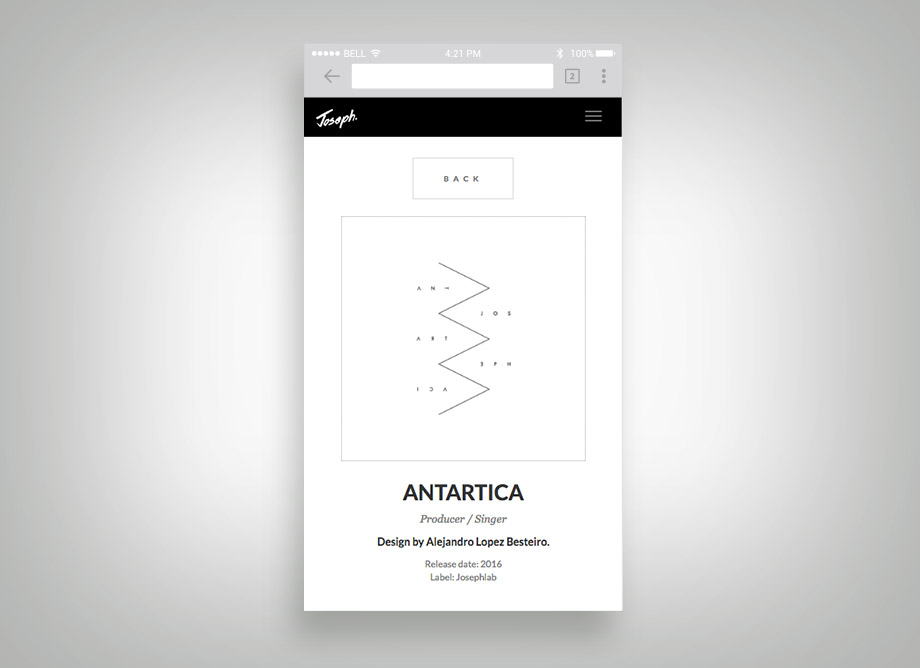 BELL 4:21 PM 100%
2
Joseph.
BACK
ANT
JOS
ART
EPH
ICA
ANTARTICA
Producer / Singer
Design by Alejandro Lopez Besteiro.
Release date: 2016
Label: Josephlab